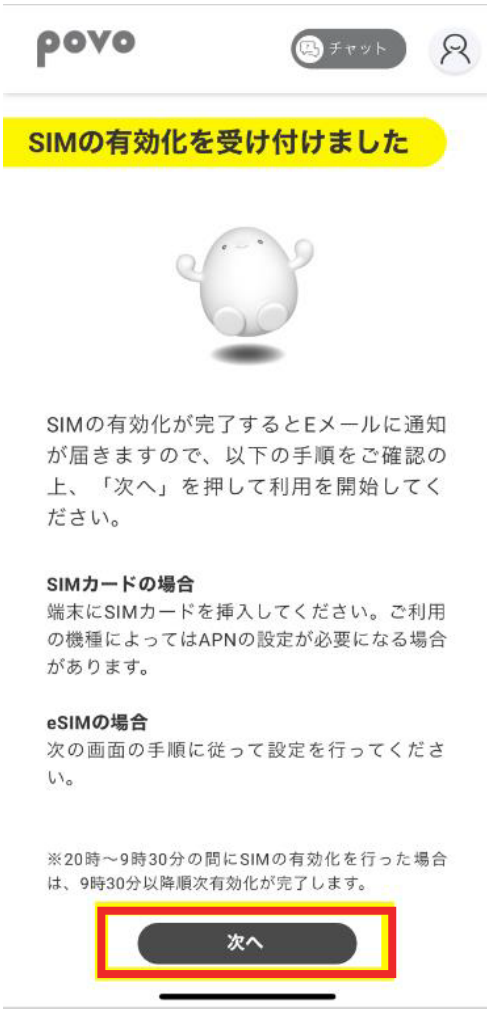 povo
チャット
SIMの有効化を受け付けました
SIMの有効化が完了するとEメールに通知
が届きますので、以下の手順をご確認の
上、「次へ」を押して利用を開始してく
ださい。
SIMカードの場合
端末にSIMカードを挿入してください。ご利用
の機種によってはAPNの設定が必要になる場合
があります。
eSIMの場合
次の画面の手順に従って設定を行ってくださ
い。
※20時～9時30分の間にSIMの有効化を行った場合
は、9時30分以降順次有効化が完了します。
次へ